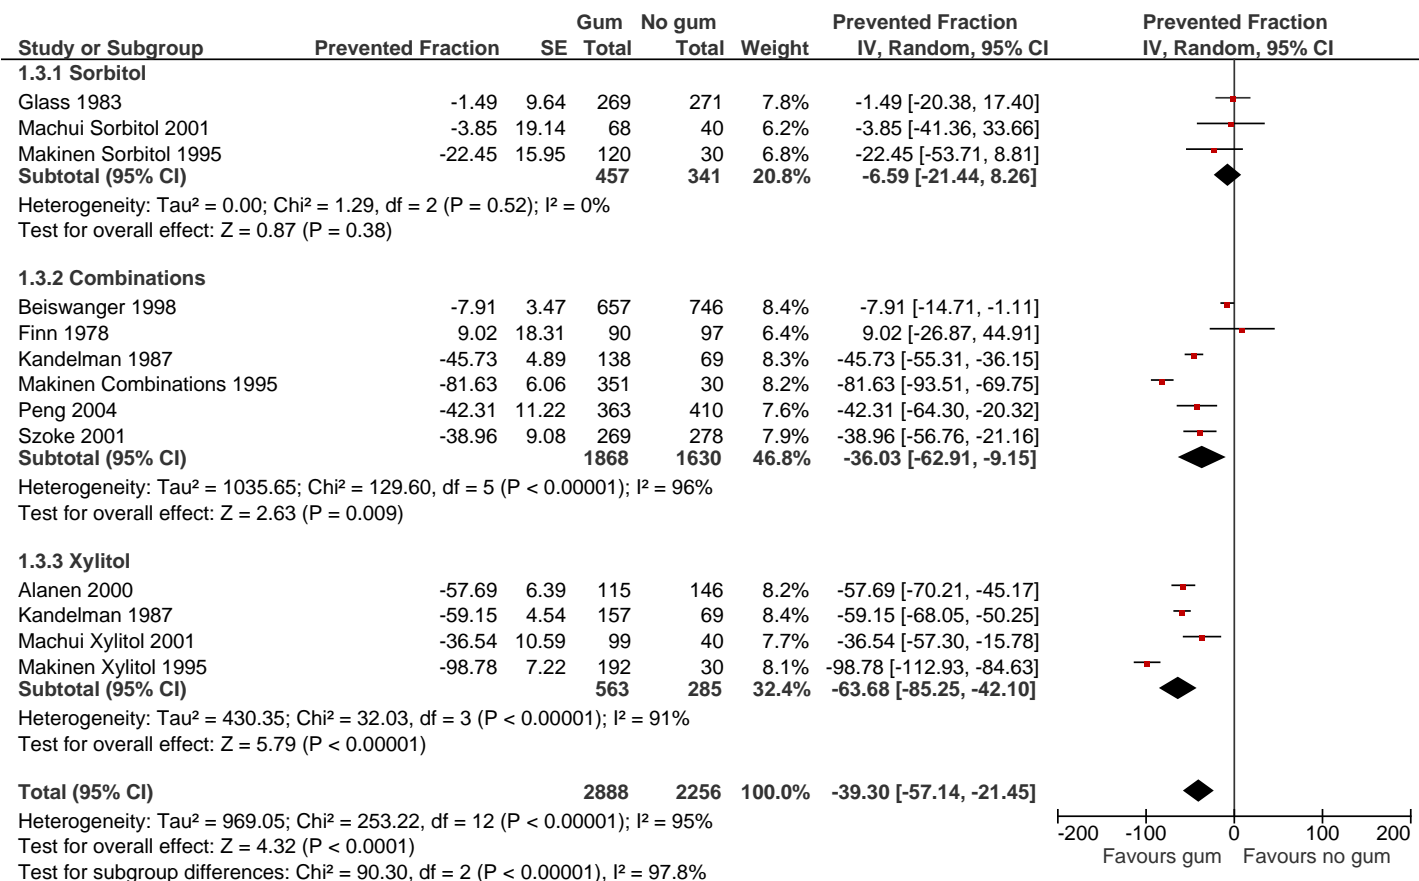 Gum No gum Prevented Fraction Prevented Fraction
Study or Subgroup Prevented Fraction SE Total Total Weight IV, Random, 95% CI IV, Random, 95% CI
1.3.1 Sorbitol
Glass 1983 -1.49 9.64 269 271 7.8% -1.49 [-20.38, 17.40]
Machui Sorbitol 2001 -3.85 19.14 68 40 6.2% -3.85 [-41.36, 33.66]
Makinen Sorbitol 1995 -22.45 15.95 120 30 6.8% -22.45 [-53.71, 8.81]
Subtotal (95% CI) 457 341 20.8% -6.59 [-21.44, 8.26]
Heterogeneity: Tau² = 0.00; Chi² = 1.29, df = 2 (P = 0.52); I² = 0%
Test for overall effect: Z = 0.87 (P = 0.38)
1.3.2 Combinations
Beiswanger 1998 -7.91 3.47 657 746 8.4% -7.91 [-14.71, -1.11]
Finn 1978 9.02 18.31 90 97 6.4% 9.02 [-26.87, 44.91]
Kandelman 1987 -45.73 4.89 138 69 8.3% -45.73 [-55.31, -36.15]
Makinen Combinations 1995 -81.63 6.06 351 30 8.2% -81.63 [-93.51, -69.75]
Peng 2004 -42.31 11.22 363 410 7.6% -42.31 [-64.30, -20.32]
Szoke 2001 -38.96 9.08 269 278 7.9% -38.96 [-56.76, -21.16]
Subtotal (95% CI) 1868 1630 46.8% -36.03 [-62.91, -9.15]
Heterogeneity: Tau² = 1035.65; Chi² = 129.60, df = 5 (P < 0.00001); I² = 96%
Test for overall effect: Z = 2.63 (P = 0.009)
1.3.3 Xylitol
Alanen 2000 -57.69 6.39 115 146 8.2% -57.69 [-70.21, -45.17]
Kandelman 1987 -59.15 4.54 157 69 8.4% -59.15 [-68.05, -50.25]
Machui Xylitol 2001 -36.54 10.59 99 40 7.7% -36.54 [-57.30, -15.78]
Makinen Xylitol 1995 -98.78 7.22 192 30 8.1% -98.78 [-112.93, -84.63]
Subtotal (95% CI) 563 285 32.4% -63.68 [-85.25, -42.10]
Heterogeneity: Tau² = 430.35; Chi² = 32.03, df = 3 (P < 0.00001); I² = 91%
Test for overall effect: Z = 5.79 (P < 0.00001)
Total (95% CI) 2888 2256 100.0% -39.30 [-57.14, -21.45]
Heterogeneity: Tau² = 969.05; Chi² = 253.22, df = 12 (P < 0.00001); I² = 95%
Test for overall effect: Z = 4.32 (P < 0.0001)
Test for subgroup differences: Chi² = 90.30, df = 2 (P < 0.00001), I² = 97.8%
-200 -100 0 100 200
Favours gum Favours no gum